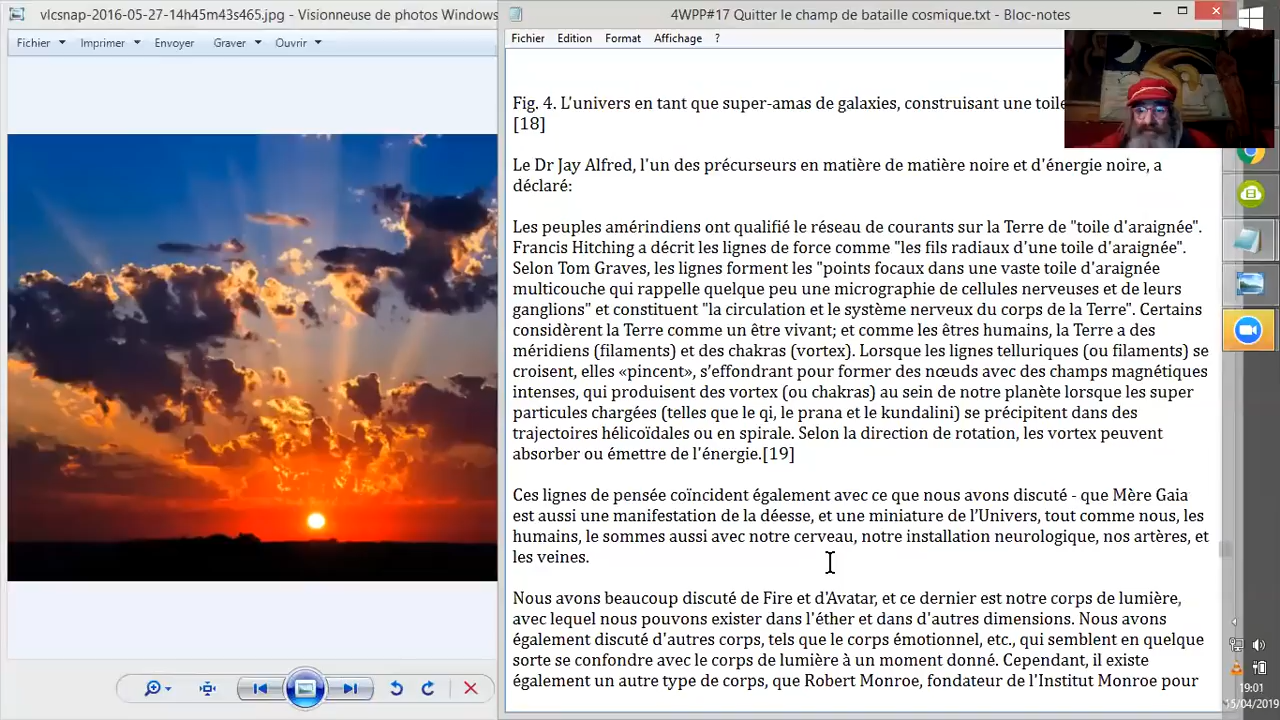 vlcsnap-2016-05-27-14h45m43s465.jpg - Visionneuse de photos Windows
Fichier Imprimer Envoyer Graver Ouvrir
4WPP#17 Quitter le champ de bataille cosmique.txt - Bloc-notes
Fichier Edition Format Affichage ?
Fig. 4. L'univers en tant que super-amas de galaxies, construisant une toile
[18]
Le Dr Jay Alfred, l'un des précurseurs en matière de matière noire et d'énergie noire, a
déclaré:
Les peuples amérindiens ont qualifié le réseau de courants sur la Terre de "toile d'araignée".
Francis Hitching a décrit les lignes de force comme "les fils radiaux d'une toile d'araignée".
Selon Tom Graves, les lignes forment les "points focaux dans une vaste toile d'araignée
multicouche qui rappelle quelque peu une micrographie de cellules nerveuses et de leurs
ganglions" et constituent "la circulation et le système nerveux du corps de la Terre". Certains
considèrent la Terre comme un être vivant; et comme les êtres humains, la Terre a des
méridiens (filaments) et des chakras (vortex). Lorsque les lignes telluriques (ou filaments) se
croisent, elles «pincent», s'effondrant pour former des nœuds avec des champs magnétiques
intenses, qui produisent des vortex (ou chakras) au sein de notre planète lorsque les super
particules chargées (telles que le qi, le prana et le kundalini) se précipitent dans des
trajectoires hélicoïdales ou en spirale. Selon la direction de rotation, les vortex peuvent
absorber ou émettre de l'énergie.[19]
Ces lignes de pensée coïncident également avec ce que nous avons discuté - que Mère Gaia
est aussi une manifestation de la déesse, et une miniature de l'Univers, tout comme nous, les
humains, le sommes aussi avec notre cerveau, notre installation neurologique, nos artères, et
les veines.
Nous avons beaucoup discuté de Fire et d'Avatar, et ce dernier est notre corps de lumière,
avec lequel nous pouvons exister dans l'éther et dans d'autres dimensions. Nous avons
également discuté d'autres corps, tels que le corps émotionnel, etc., qui semblent en quelque
sorte se confondre avec le corps de lumière à un moment donné. Cependant, il existe
également un autre type de corps, que Robert Monroe, fondateur de l'Institut Monroe pour
19:01
15/04/2019